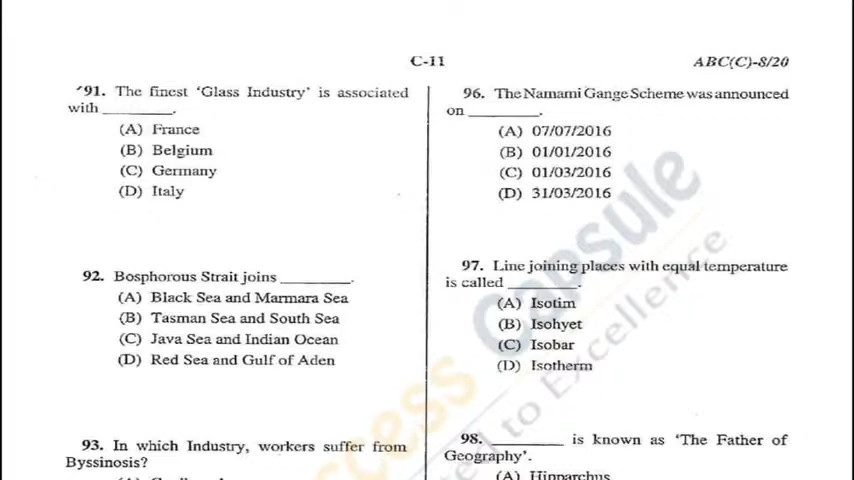 C-11
ABC(C)-8/20
91. The finest 'Glass Industry' is associated
with ________.
(A) France
(B) Belgium
(C) Germany
(D) Italy
92. Bosphorous Strait joins ________.
(A) Black Sea and Marmara Sea
(B) Tasman Sea and South Sea
(C) Java Sea and Indian Ocean
(D) Red Sea and Gulf of Aden
93. In which Industry, workers suffer from
Byssinosis?
96. The Namami Gange Scheme was announced
on ________.
(A) 07/07/2016
(B) 01/01/2016
(C) 01/03/2016
(D) 31/03/2016
97. Line joining places with equal temperature
is called ________.
(A) Isotim
(B) Isohyet
(C) Isobar
(D) Isotherm
98. ________ is known as 'The Father of
Geography'.
(A) Hipparchus
Capsule
to Excellence